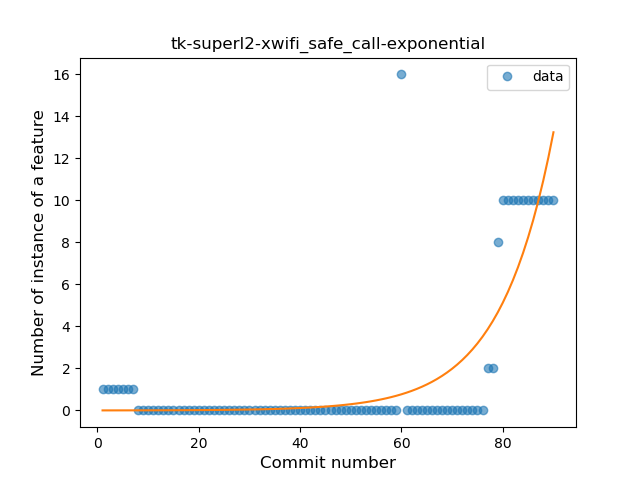 tk-superl2-xwifi_safe_call-exponential
data
Number of instance of a feature
16
14
12
10
8
6
4
2
0
0 20 40 60 80
Commit number